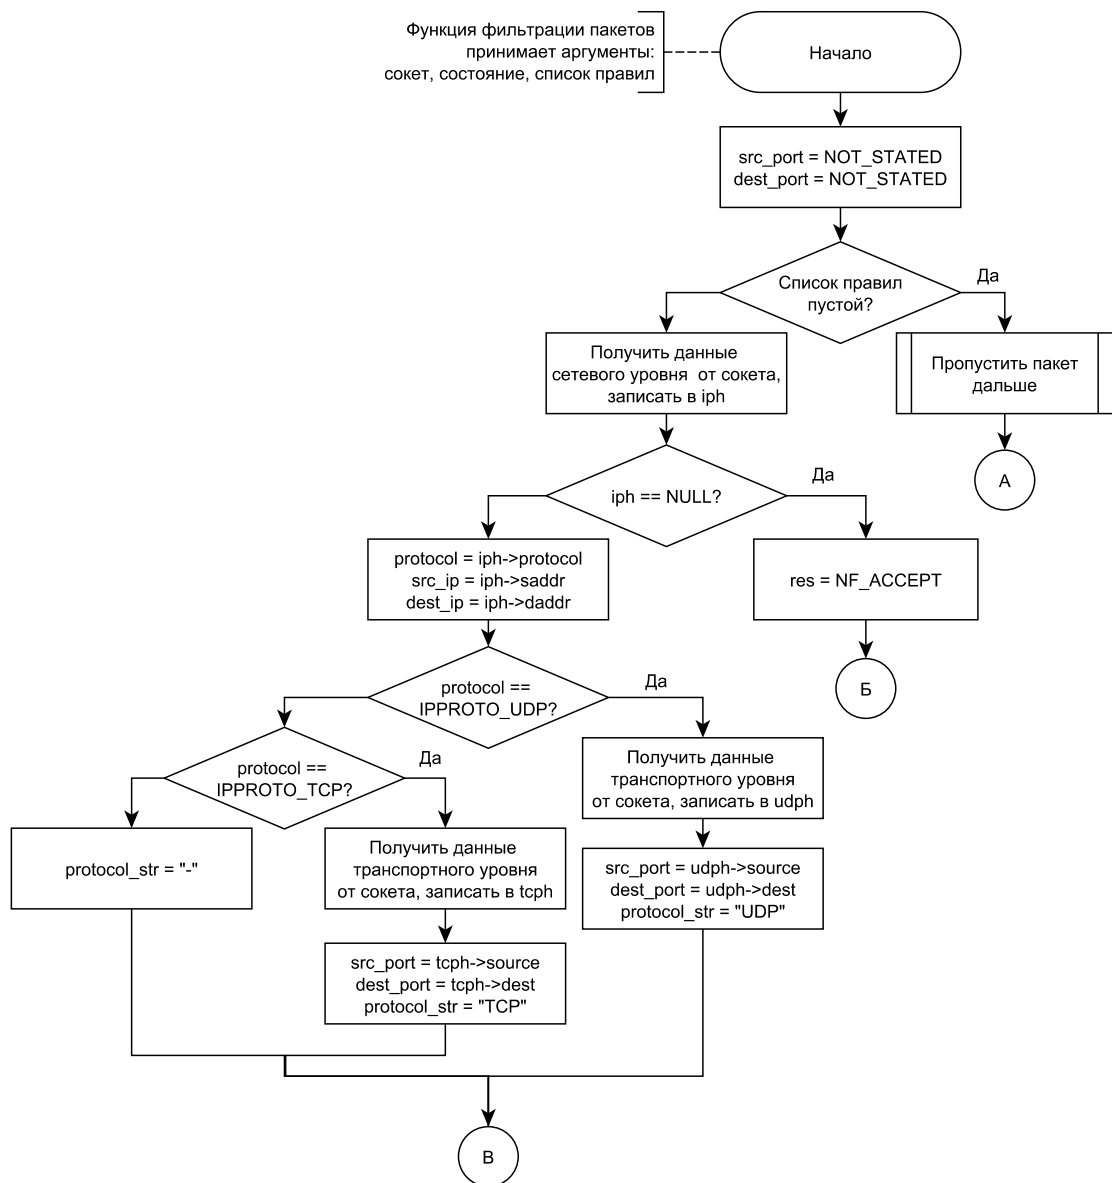 Функция фильтрации пакетов
принимает аргументы:
сокет, состояние, список правил
Начало
src_port = NOT_STATED
dest_port = NOT_STATED
Список правил
пустой?
Да
Получить данные
сетевого уровня от сокета,
записать в iph
Пропустить пакет
дальше
А
iph == NULL?
Да
protocol = iph->protocol
src_ip = iph->saddr
dest_ip = iph->daddr
res = NF_ACCEPT
Б
protocol ==
IPPROTO_UDP?
Да
protocol ==
IPPROTO_TCP?
Да
Получить данные
транспортного уровня
от сокета, записать в udph
protocol_str = "-"
Получить данные
транспортного уровня
от сокета, записать в tcph
src_port = udph->source
dest_port = udph->dest
protocol_str = "UDP"
src_port = tcph->source
dest_port = tcph->dest
protocol_str = "TCP"
В